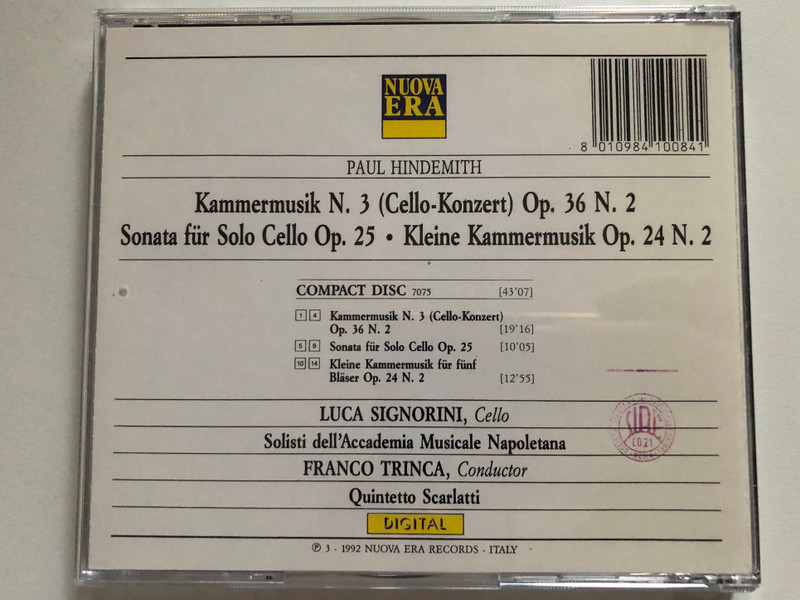 NUOVA
ERA
8 010984 100841
PAUL HINDEMITH
Kammermusik N. 3 (Cello-Konzert) Op. 36 N. 2
Sonata für Solo Cello Op. 25 • Kleine Kammermusik Op. 24 N. 2
COMPACT DISC 7075 [43'07]
1 4 Kammermusik N. 3 (Cello-Konzert)
Op. 36 N. 2 [19'16]
5 9 Sonata für Solo Cello Op. 25 [10'05]
10 14 Kleine Kammermusik für fünf
Bläser Op. 24 N. 2 [12'55]
LUCA SIGNORINI, Cello
Solisti dell'Accademia Musicale Napoletana
FRANCO TRINCA, Conductor
Quintetto Scarlatti
SIAE
CD21
DIGITAL
℗ 3 - 1992 NUOVA ERA RECORDS - ITALY